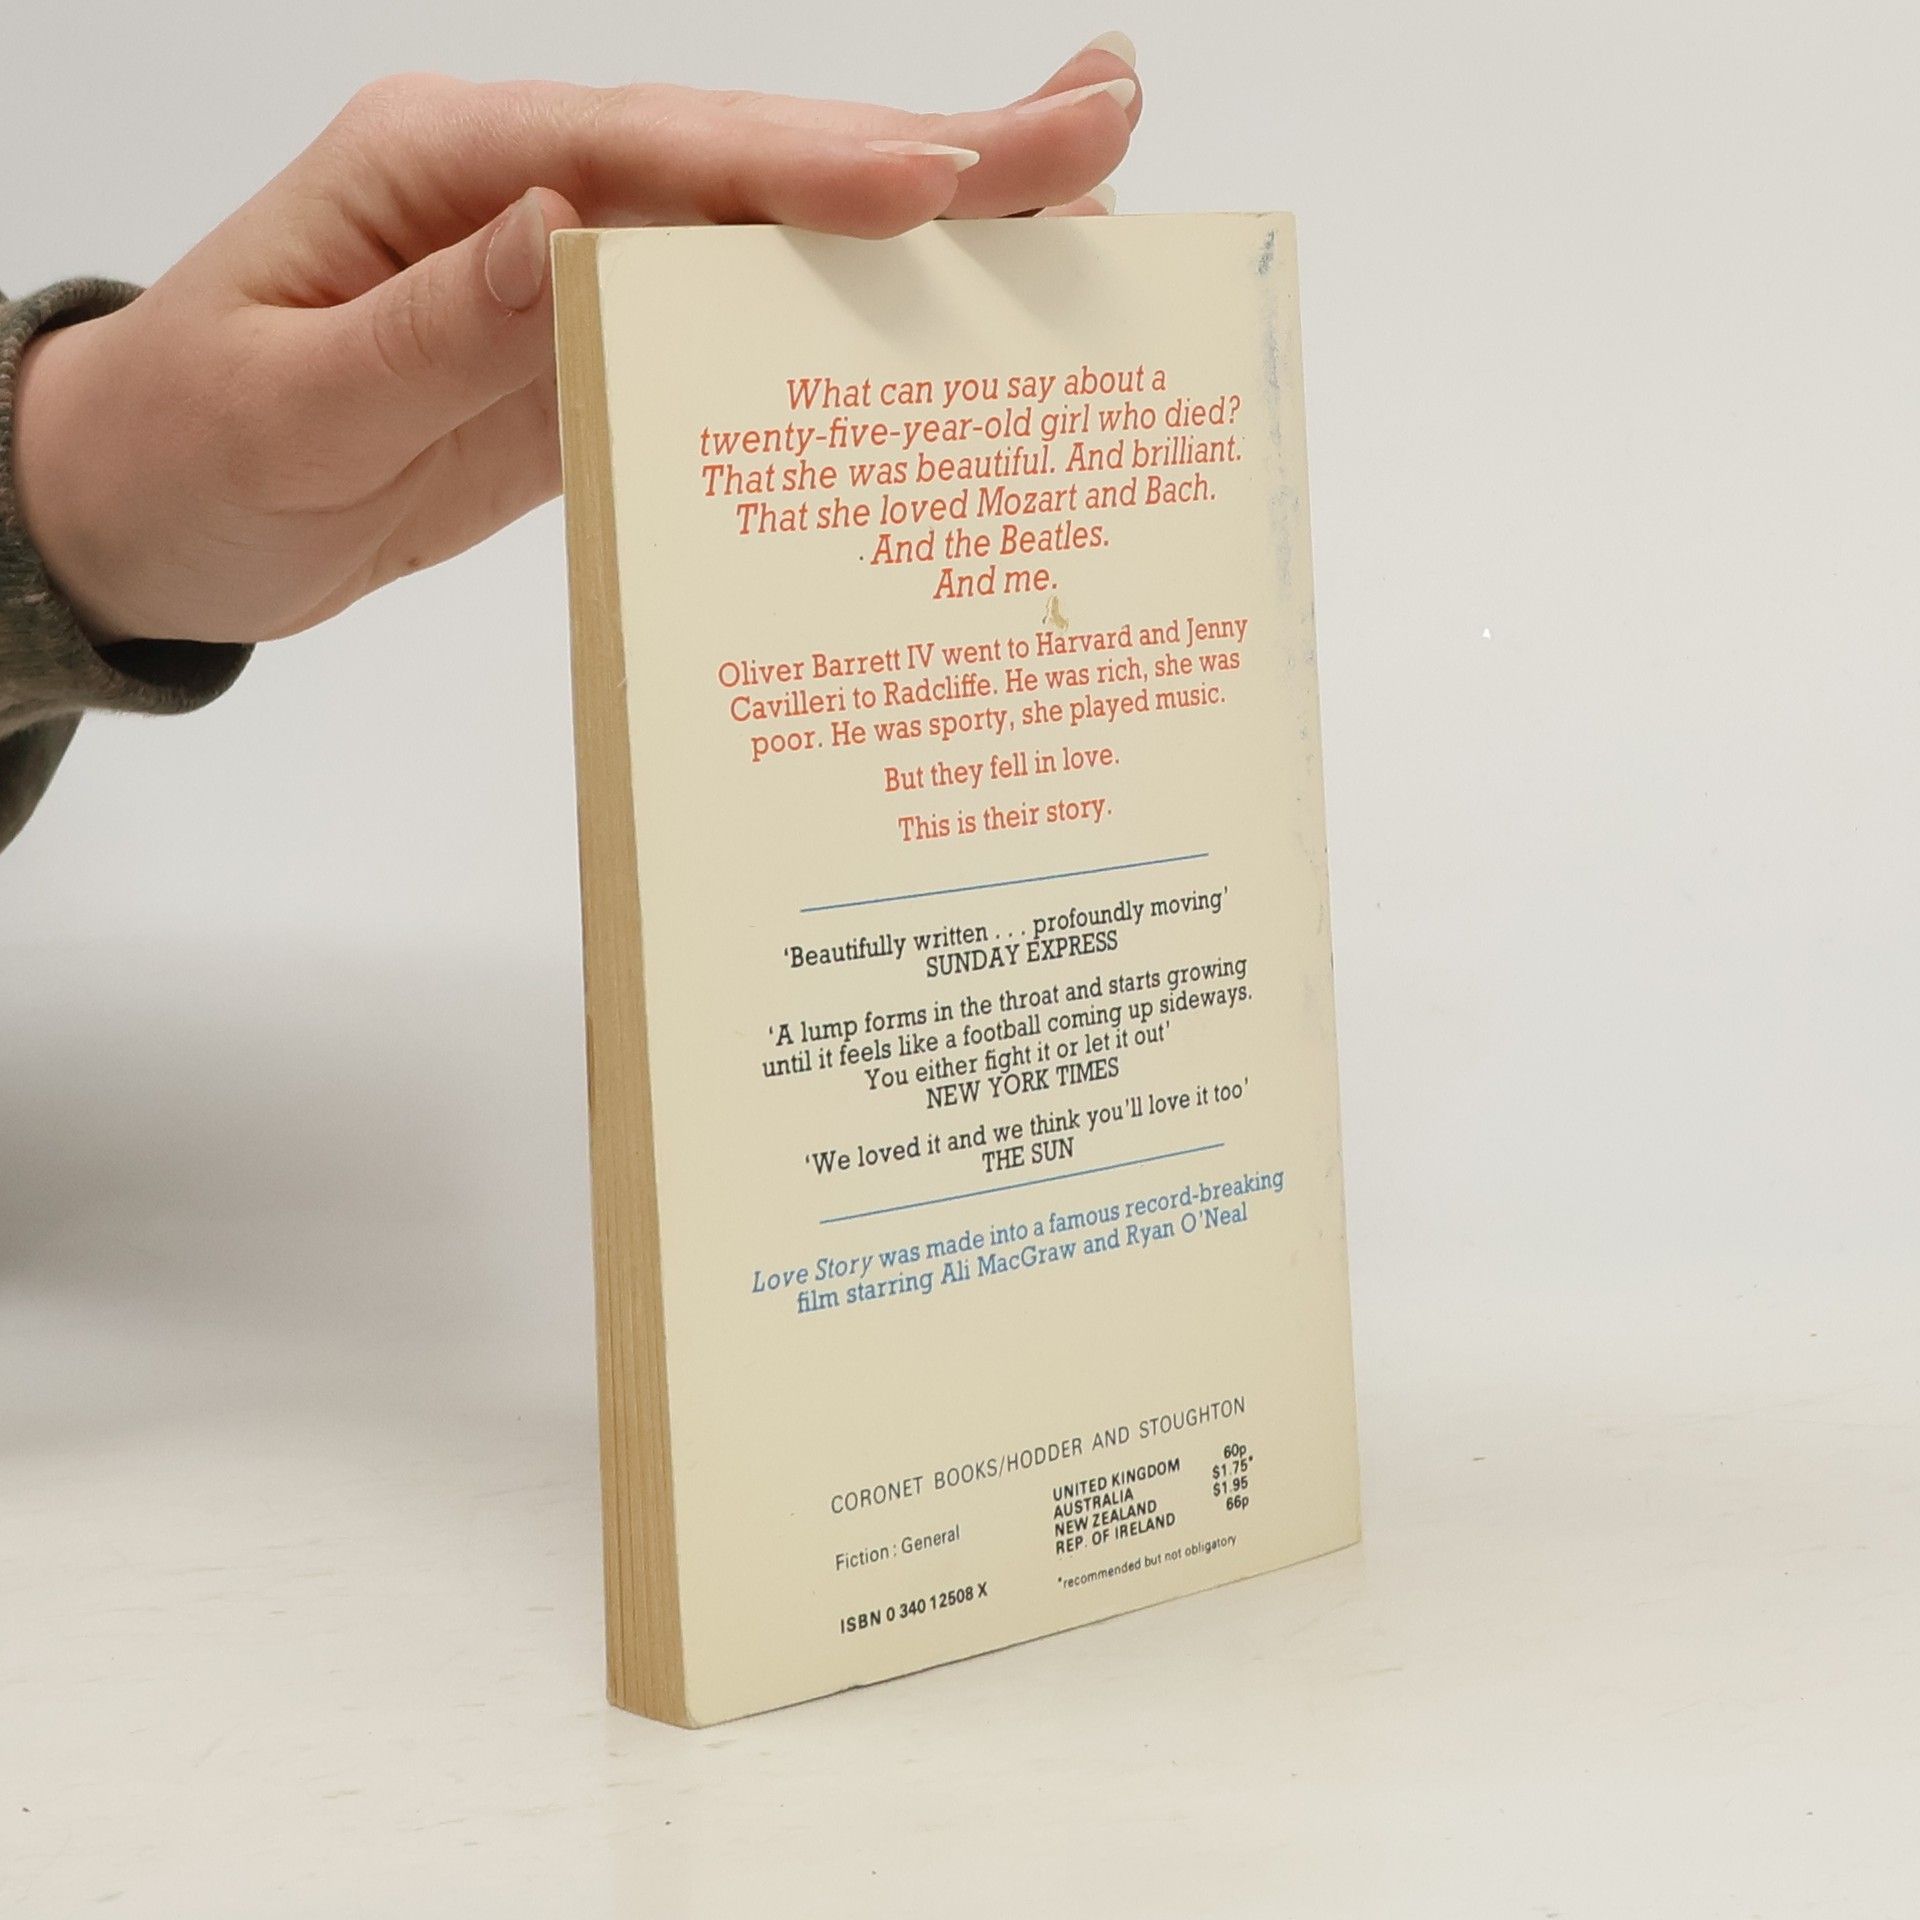 What can you say about a
twenty-five-year-old girl who died?
That she was beautiful. And brilliant.
That she loved Mozart and Bach.
And the Beatles.
And me.
Oliver Barrett IV went to Harvard and Jenny
Cavilleri to Radcliffe. He was rich, she was
poor. He was sporty, she played music.
But they fell in love.
This is their story.
‘Beautifully written . . . profoundly moving’
SUNDAY EXPRESS
‘A lump forms in the throat and starts growing
until it feels like a football coming up sideways.
You either fight it or let it out’
NEW YORK TIMES
‘We loved it and we think you’ll love it too’
THE SUN
Love Story was made into a famous record-breaking
film starring Ali MacGraw and Ryan O’Neal
CORONET BOOKS/HODDER AND STOUGHTON
UNITED KINGDOM 60p
AUSTRALIA $1.75*
NEW ZEALAND $1.95
REP. OF IRELAND 66p
*recommended but not obligatory
Fiction : General
ISBN 0 340 12508 X